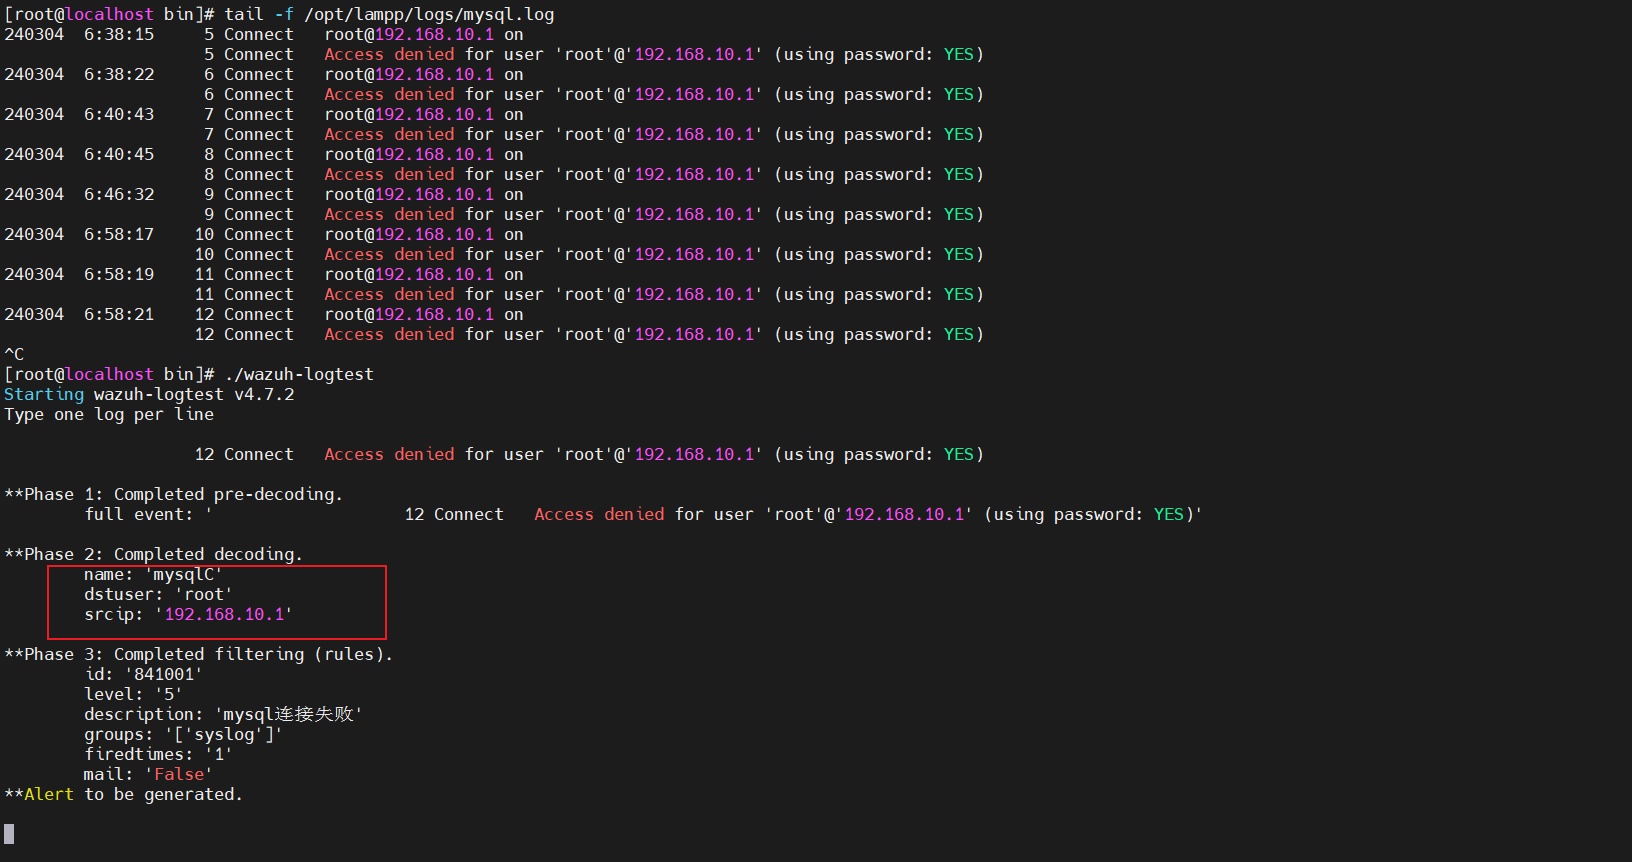 [root@localhost bin]# tail -f /opt/lampp/logs/mysql.log
240304  6:38:15     5 Connect   root@192.168.10.1 on
                    5 Connect   Access denied for user 'root'@'192.168.10.1' (using password: YES)
240304  6:38:22     6 Connect   root@192.168.10.1 on
                    6 Connect   Access denied for user 'root'@'192.168.10.1' (using password: YES)
240304  6:40:43     7 Connect   root@192.168.10.1 on
                    7 Connect   Access denied for user 'root'@'192.168.10.1' (using password: YES)
240304  6:40:45     8 Connect   root@192.168.10.1 on
                    8 Connect   Access denied for user 'root'@'192.168.10.1' (using password: YES)
240304  6:46:32     9 Connect   root@192.168.10.1 on
                    9 Connect   Access denied for user 'root'@'192.168.10.1' (using password: YES)
240304  6:58:17    10 Connect   root@192.168.10.1 on
                   10 Connect   Access denied for user 'root'@'192.168.10.1' (using password: YES)
240304  6:58:19    11 Connect   root@192.168.10.1 on
                   11 Connect   Access denied for user 'root'@'192.168.10.1' (using password: YES)
240304  6:58:21    12 Connect   root@192.168.10.1 on
                   12 Connect   Access denied for user 'root'@'192.168.10.1' (using password: YES)
^C
[root@localhost bin]# ./wazuh-logtest
Starting wazuh-logtest v4.7.2
Type one log per line
                   12 Connect   Access denied for user 'root'@'192.168.10.1' (using password: YES)
**Phase 1: Completed pre-decoding.
        full event: '                   12 Connect   Access denied for user 'root'@'192.168.10.1' (using password: YES)'
**Phase 2: Completed decoding.
        name: 'mysqlC'
        dstuser: 'root'
        srcip: '192.168.10.1'
**Phase 3: Completed filtering (rules).
        id: '841001'
        level: '5'
        description: 'mysql连接失败'
        groups: '['syslog']'
        firedtimes: '1'
        mail: 'False'
**Alert to be generated.